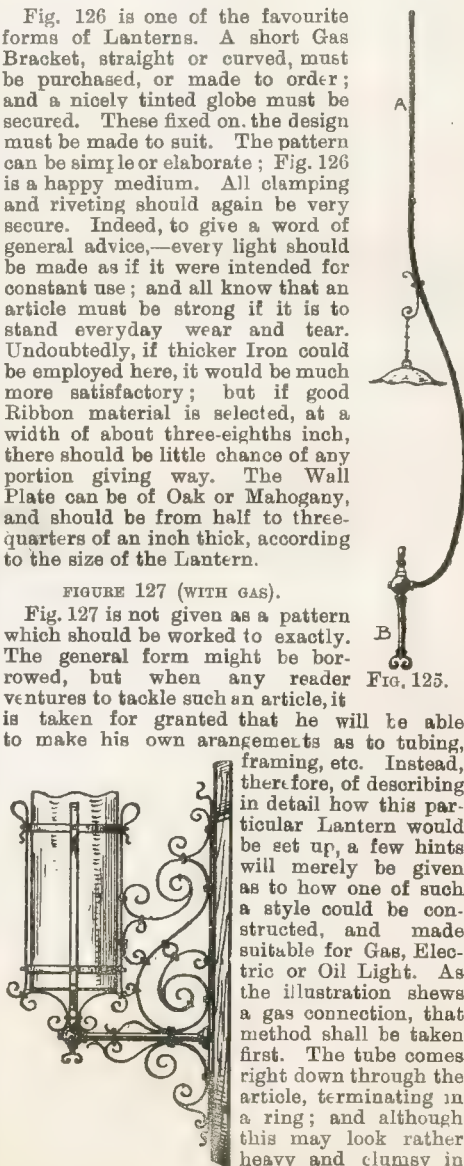 Fig. 126 is one of the favourite
forms of Lanterns. A short Gas
Bracket, straight or curved, must
be purchased, or made to order;
and a nicely tinted globe must be
secured. These fixed on. the design
must be made to suit. The pattern
can be simple or elaborate; Fig. 126
is a happy medium. All clamping
and riveting should again be very
secure. Indeed, to give a word of
general advice,—every light should
be made as if it were intended for
constant use; and all know that an
article must be strong if it is to
stand everyday wear and tear.
Undoubtedly, if thicker Iron could
be employed here, it would be much
more satisfactory; but if good
Ribbon material is selected, at a
width of about three-eighths inch,
there should be little chance of any
portion giving way. The Wall
Plate can be of Oak or Mahogany,
and should be from half to three-
quarters of an inch thick, according
to the size of the Lantern.
A
B
FIG. 125.
FIGURE 127 (WITH GAS).
Fig. 127 is not given as a pattern
which should be worked to exactly.
The general form might be bor-
rowed, but when any reader
ventures to tackle such an article, it
is taken for granted that he will be able
to make his own arangements as to tubing,
framing, etc. Instead,
therefore, of describing
in detail how this par-
ticular Lantern would
be set up, a few hints
will merely be given
as to how one of such
a style could be con-
structed, and made
suitable for Gas, Elec-
tric or Oil Light. As
the illustration shews
a gas connection, that
method shall be taken
first. The tube comes
right down through the
article, terminating in
a ring; and although
this may look rather
heavy and clumsy in